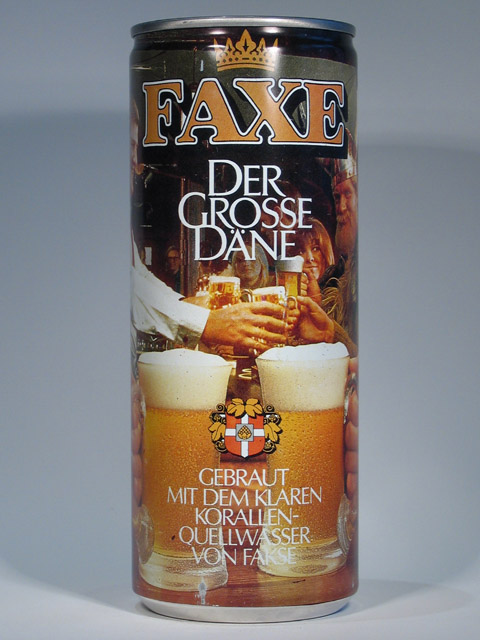 FAXE
DER
GROSSE
DÄNE
GEBRAUT
MIT DEM KLAREN
KORALLEN-
QUELLWASSER
VON FAKSE